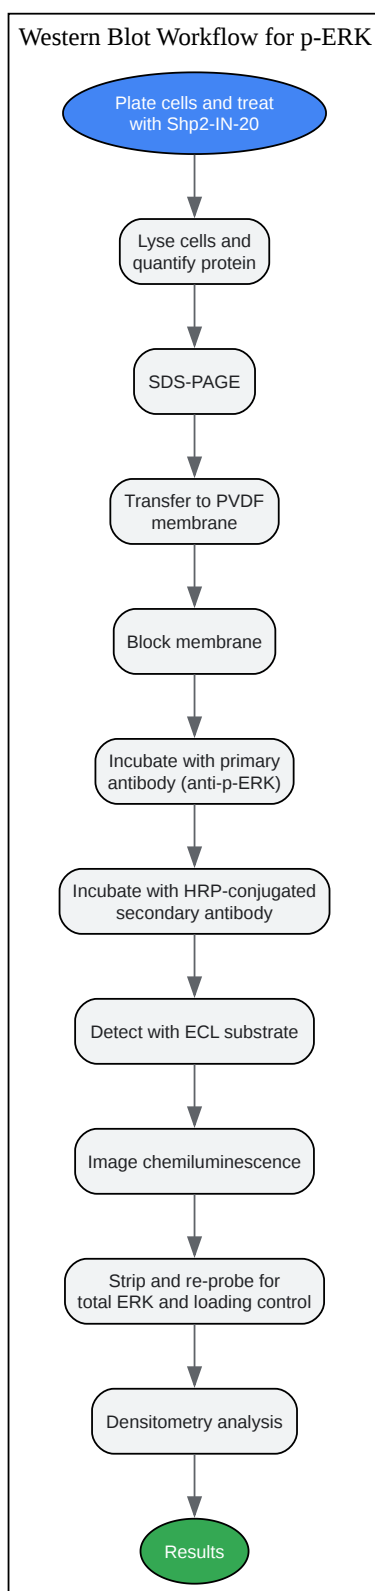 Western Blot Workflow for p-ERK
Plate cells and treat
with Shp2-IN-20
Lyse cells and
quantify protein
SDS-PAGE
Transfer to PVDF
membrane
Block membrane
Incubate with primary
antibody (anti-p-ERK)
Incubate with HRP-conjugated
secondary antibody
Detect with ECL substrate
Image chemiluminescence
Strip and re-probe for
total ERK and loading control
Densitometry analysis
Results